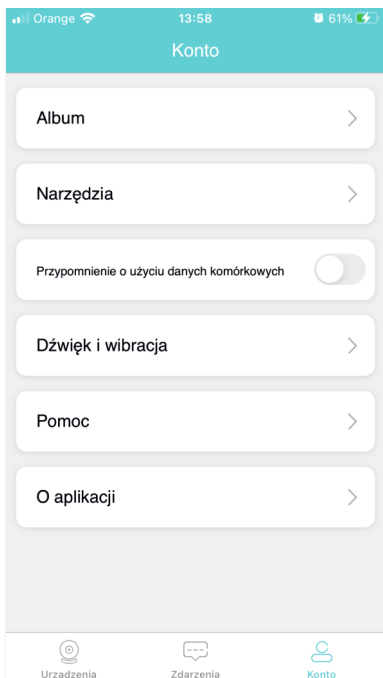 Orange 13:58 61%
Konto
Album
Narzędzia
Przypomnienie o użyciu danych komórkowych
Dźwięk i wibracja
Pomoc
O aplikacji
Urzadzenia Zdarzenia Konto